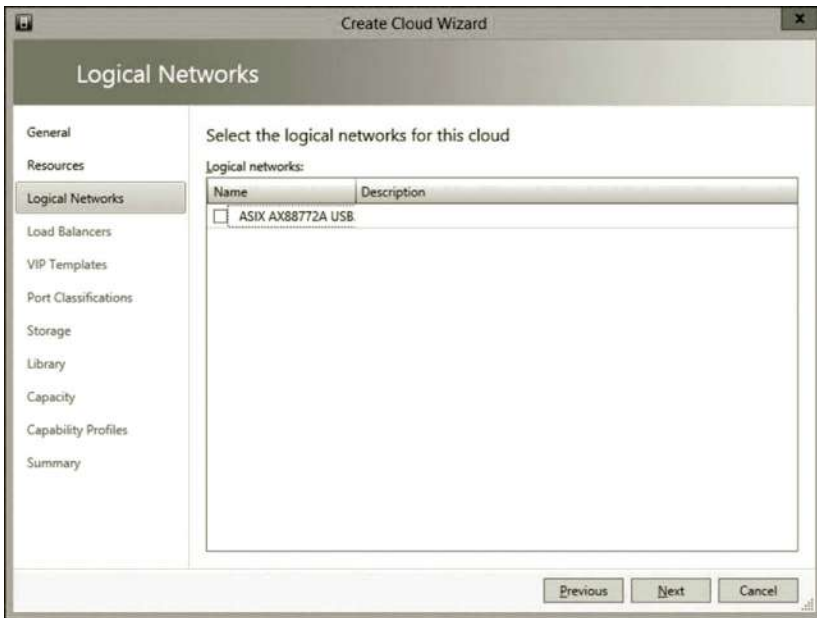 Create Cloud Wizard
x
Logical Networks
General
Resources
Logical Networks
Load Balancers
VIP Templates
Port Classifications
Storage
Library
Capacity
Capability Profiles
Summary
Select the logical networks for this cloud
Logical networks:
Name Description
ASIX AX88772A USB
Previous Next Cancel